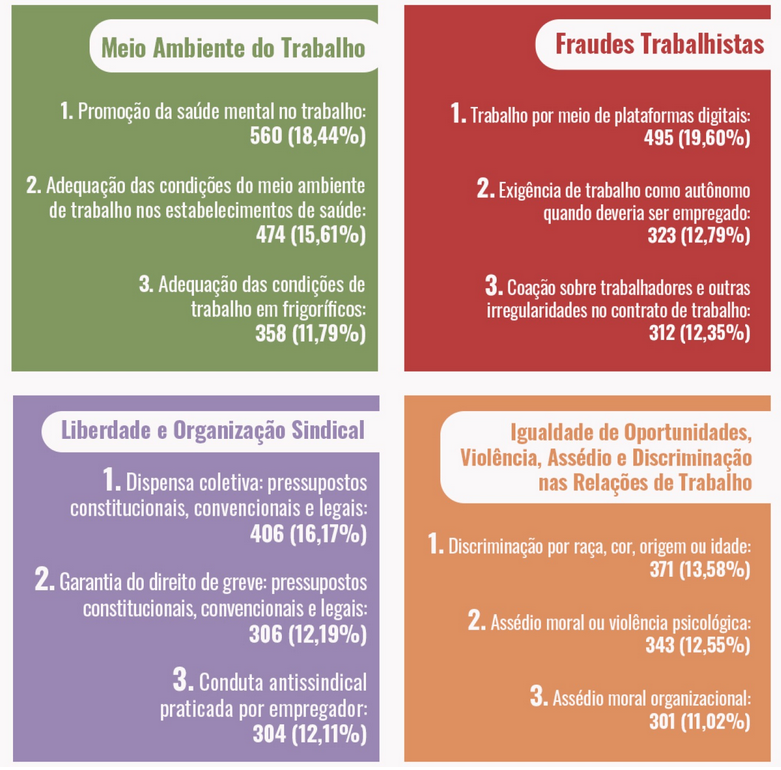 Meio Ambiente do Trabalho
1. Promoção da saúde mental no trabalho:
560 (18,44%)
2. Adequação das condições do meio ambiente
de trabalho nos estabelecimentos de saúde:
474 (15,61%)
3. Adequação das condições de
trabalho em frigoríficos:
358 (11,79%)
Fraudes Trabalhistas
1. Trabalho por meio de plataformas digitais:
495 (19,60%)
2. Exigência de trabalho como autônomo
quando deveria ser empregado:
323 (12,79%)
3. Coação sobre trabalhadores e outras
irregularidades no contrato de trabalho:
312 (12,35%)
Liberdade e Organização Sindical
1. Dispensa coletiva: pressupostos
constitucionais, convencionais e legais:
406 (16,17%)
2. Garantia do direito de greve: pressupostos
constitucionais, convencionais e legais:
306 (12,19%)
3. Conduta antissindical
praticada por empregador:
304 (12,11%)
Igualdade de Oportunidades,
Violência, Assédio e Discriminação
nas Relações de Trabalho
1. Discriminação por raça, cor, origem ou idade:
371 (13,58%)
2. Assédio moral ou violência psicológica:
343 (12,55%)
3. Assédio moral organizacional:
301 (11,02%)